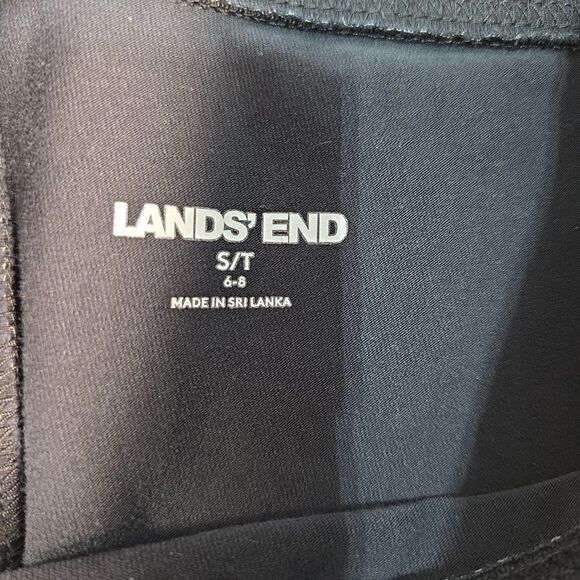 LANDS' END
S/T
6-8
MADE IN SRI LANKA